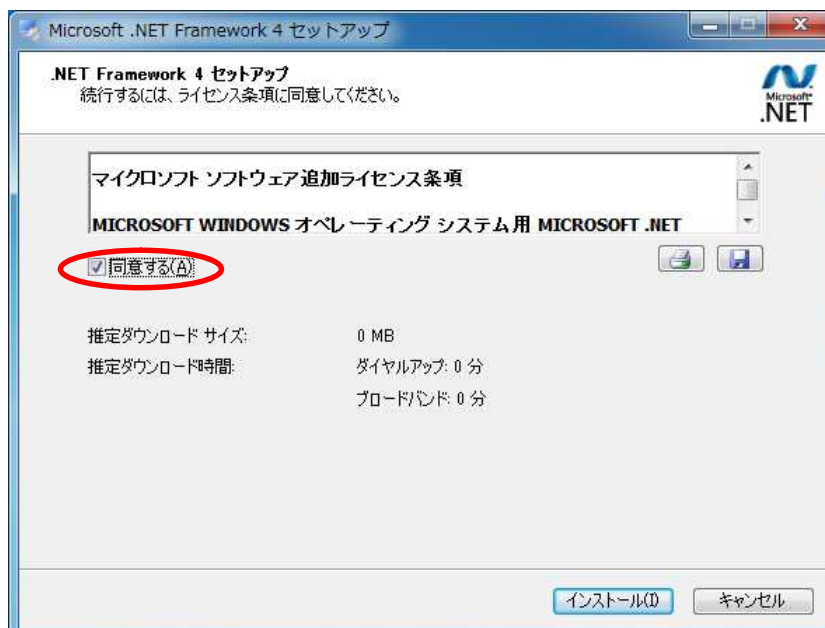 Microsoft .NET Framework 4 セットアップ
.NET Framework 4 セットアップ
続行するには、ライセンス条項に同意してください。
Microsoft
.NET
マイクロソフト ソフトウェア追加ライセンス条項
MICROSOFT WINDOWS オペレーティング システム用 MICROSOFT .NET
同意する(A)
推定ダウンロード サイズ: 0 MB
推定ダウンロード時間: ダイヤルアップ: 0 分
ブロードバンド: 0 分
インストール(I) キャンセル